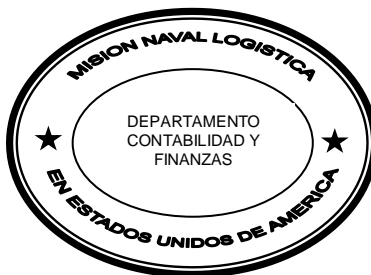 MISION NAVAL LOGISTICA
DEPARTAMENTO
CONTABILIDAD Y
FINANZAS
EN ESTADOS UNIDOS DE AMERICA